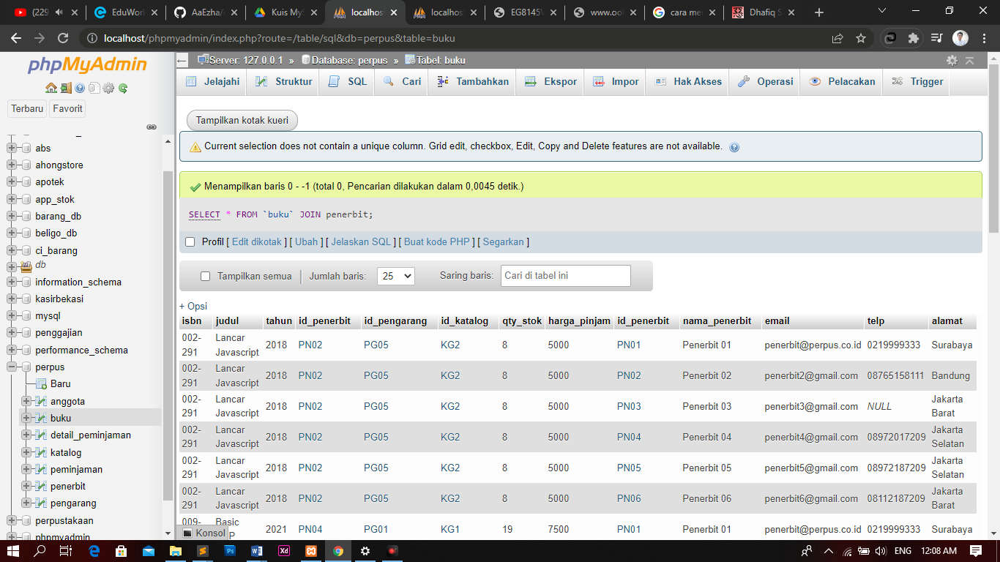 (229
EduWork
AaEzha/
Kuis MyS
localhos
localhos
EG8145V
www.ool
cara me
Dhafiq S
localhost/phpmyadmin/index.php?route=/table/sql&db=perpus&table=buku
phpMyAdmin
Terbaru Favorit
abs
ahongstore
apotek
app_stok
barang_db
beligo_db
ci_barang
db
information_schema
kasirbekasi
mysql
penggajian
performance_schema
perpus
Baru
anggota
buku
detail_peminjaman
katalog
peminjaman
penerbit
pengarang
perpustakaan
phpmyadmin
Server: 127.0.0.1 » Database: perpus » Tabel: buku
Jelajahi Struktur SQL Cari Tambahkan Ekspor Impor Hak Akses Operasi Pelacakan Trigger
Tampilkan kotak kueri
Current selection does not contain a unique column. Grid edit, checkbox, Edit, Copy and Delete features are not available.
Menampilkan baris 0 - -1 (total 0, Pencarian dilakukan dalam 0,0045 detik.)
SELECT * FROM `buku` JOIN penerbit;
Profil [ Edit dikotak ] [ Ubah ] [ Jelaskan SQL ] [ Buat kode PHP ] [ Segarkan ]
Tampilkan semua | Jumlah baris: 25 Saring baris: Cari di tabel ini
+ Opsi
isbn judul tahun id_penerbit id_pengarang id_katalog qty_stok harga_pinjam id_penerbit nama_penerbit email telp alamat
002-291 Lancar Javascript 2018 PN02 PG05 KG2 8 5000 PN01 Penerbit 01 penerbit@perpus.co.id 0219999333 Surabaya
002-291 Lancar Javascript 2018 PN02 PG05 KG2 8 5000 PN02 Penerbit 02 penerbit2@gmail.com 08765158111 Bandung
002-291 Lancar Javascript 2018 PN02 PG05 KG2 8 5000 PN03 Penerbit 03 penerbit3@gmail.com NULL Jakarta Barat
002-291 Lancar Javascript 2018 PN02 PG05 KG2 8 5000 PN04 Penerbit 04 penerbit4@gmail.com 08972017209 Jakarta Selatan
002-291 Lancar Javascript 2018 PN02 PG05 KG2 8 5000 PN05 Penerbit 05 penerbit5@gmail.com 08972187209 Jakarta Selatan
002-291 Lancar Javascript 2018 PN02 PG05 KG2 8 5000 PN06 Penerbit 06 penerbit6@gmail.com 08112187209 Jakarta Barat
009- Basic 2021 PN04 PG01 KG1 19 7500 PN01 Penerbit 01 penerbit@perpus.co.id 0219999333 Surabaya
Konsol
ENG 12:08 AM